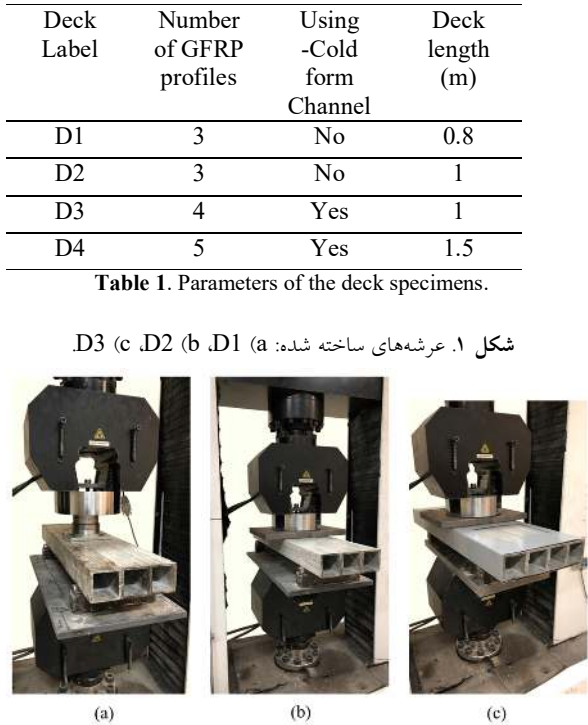 Deck Label Number of GFRP profiles Using -Cold form Channel Deck length (m)
D1 3 No 0.8
D2 3 No 1
D3 4 Yes 1
D4 5 Yes 1.5
Table 1. Parameters of the deck specimens.
شکل ۱. عرشه‌های ساخته شده: a) D1، b) D2، c) D3.
(a) (b) (c)